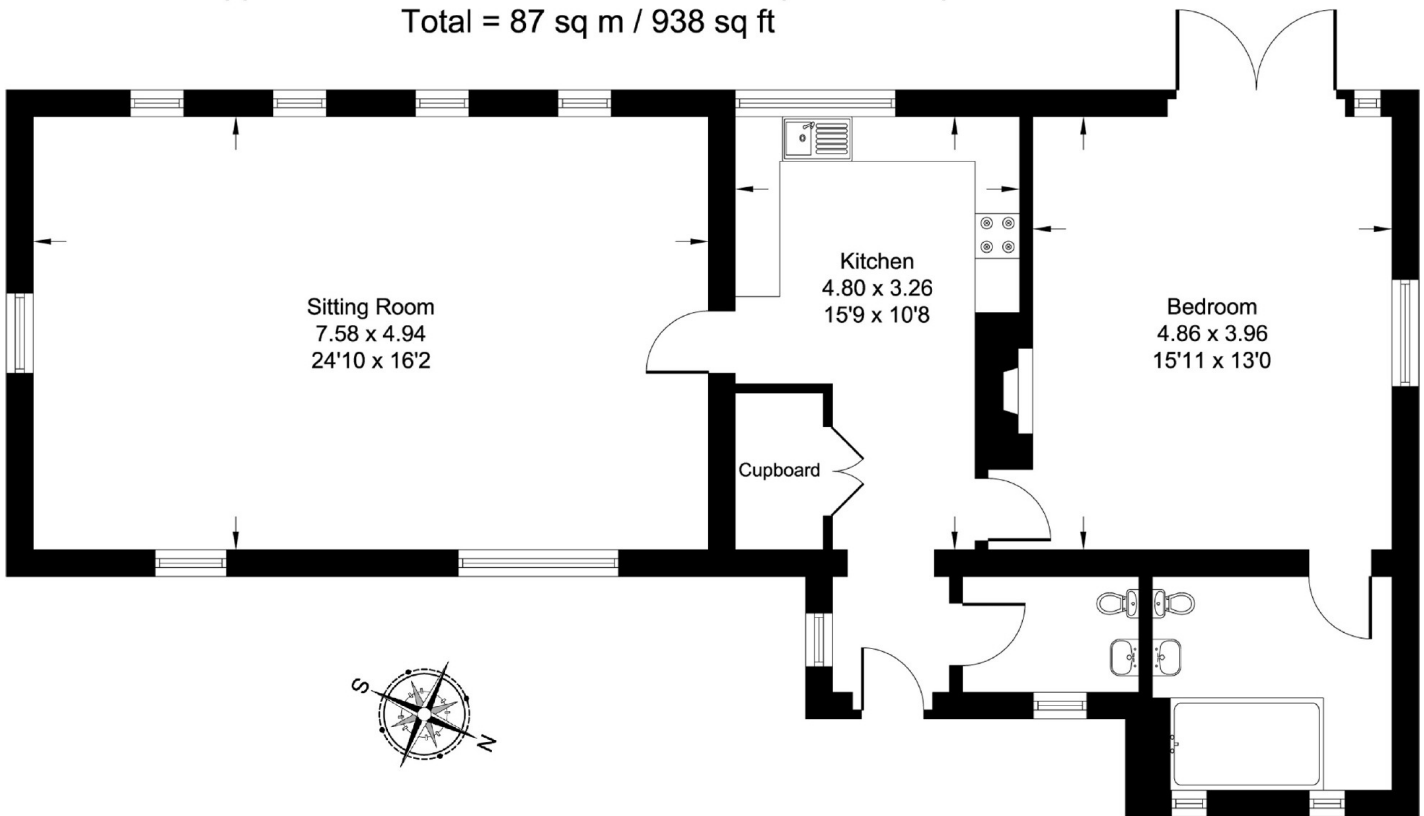 Total = 87 sq m / 938 sq ft
Sitting Room
7.58 x 4.94
24'10 x 16'2
Kitchen
4.80 x 3.26
15'9 x 10'8
Bedroom
4.86 x 3.96
15'11 x 13'0
Cupboard
S
N